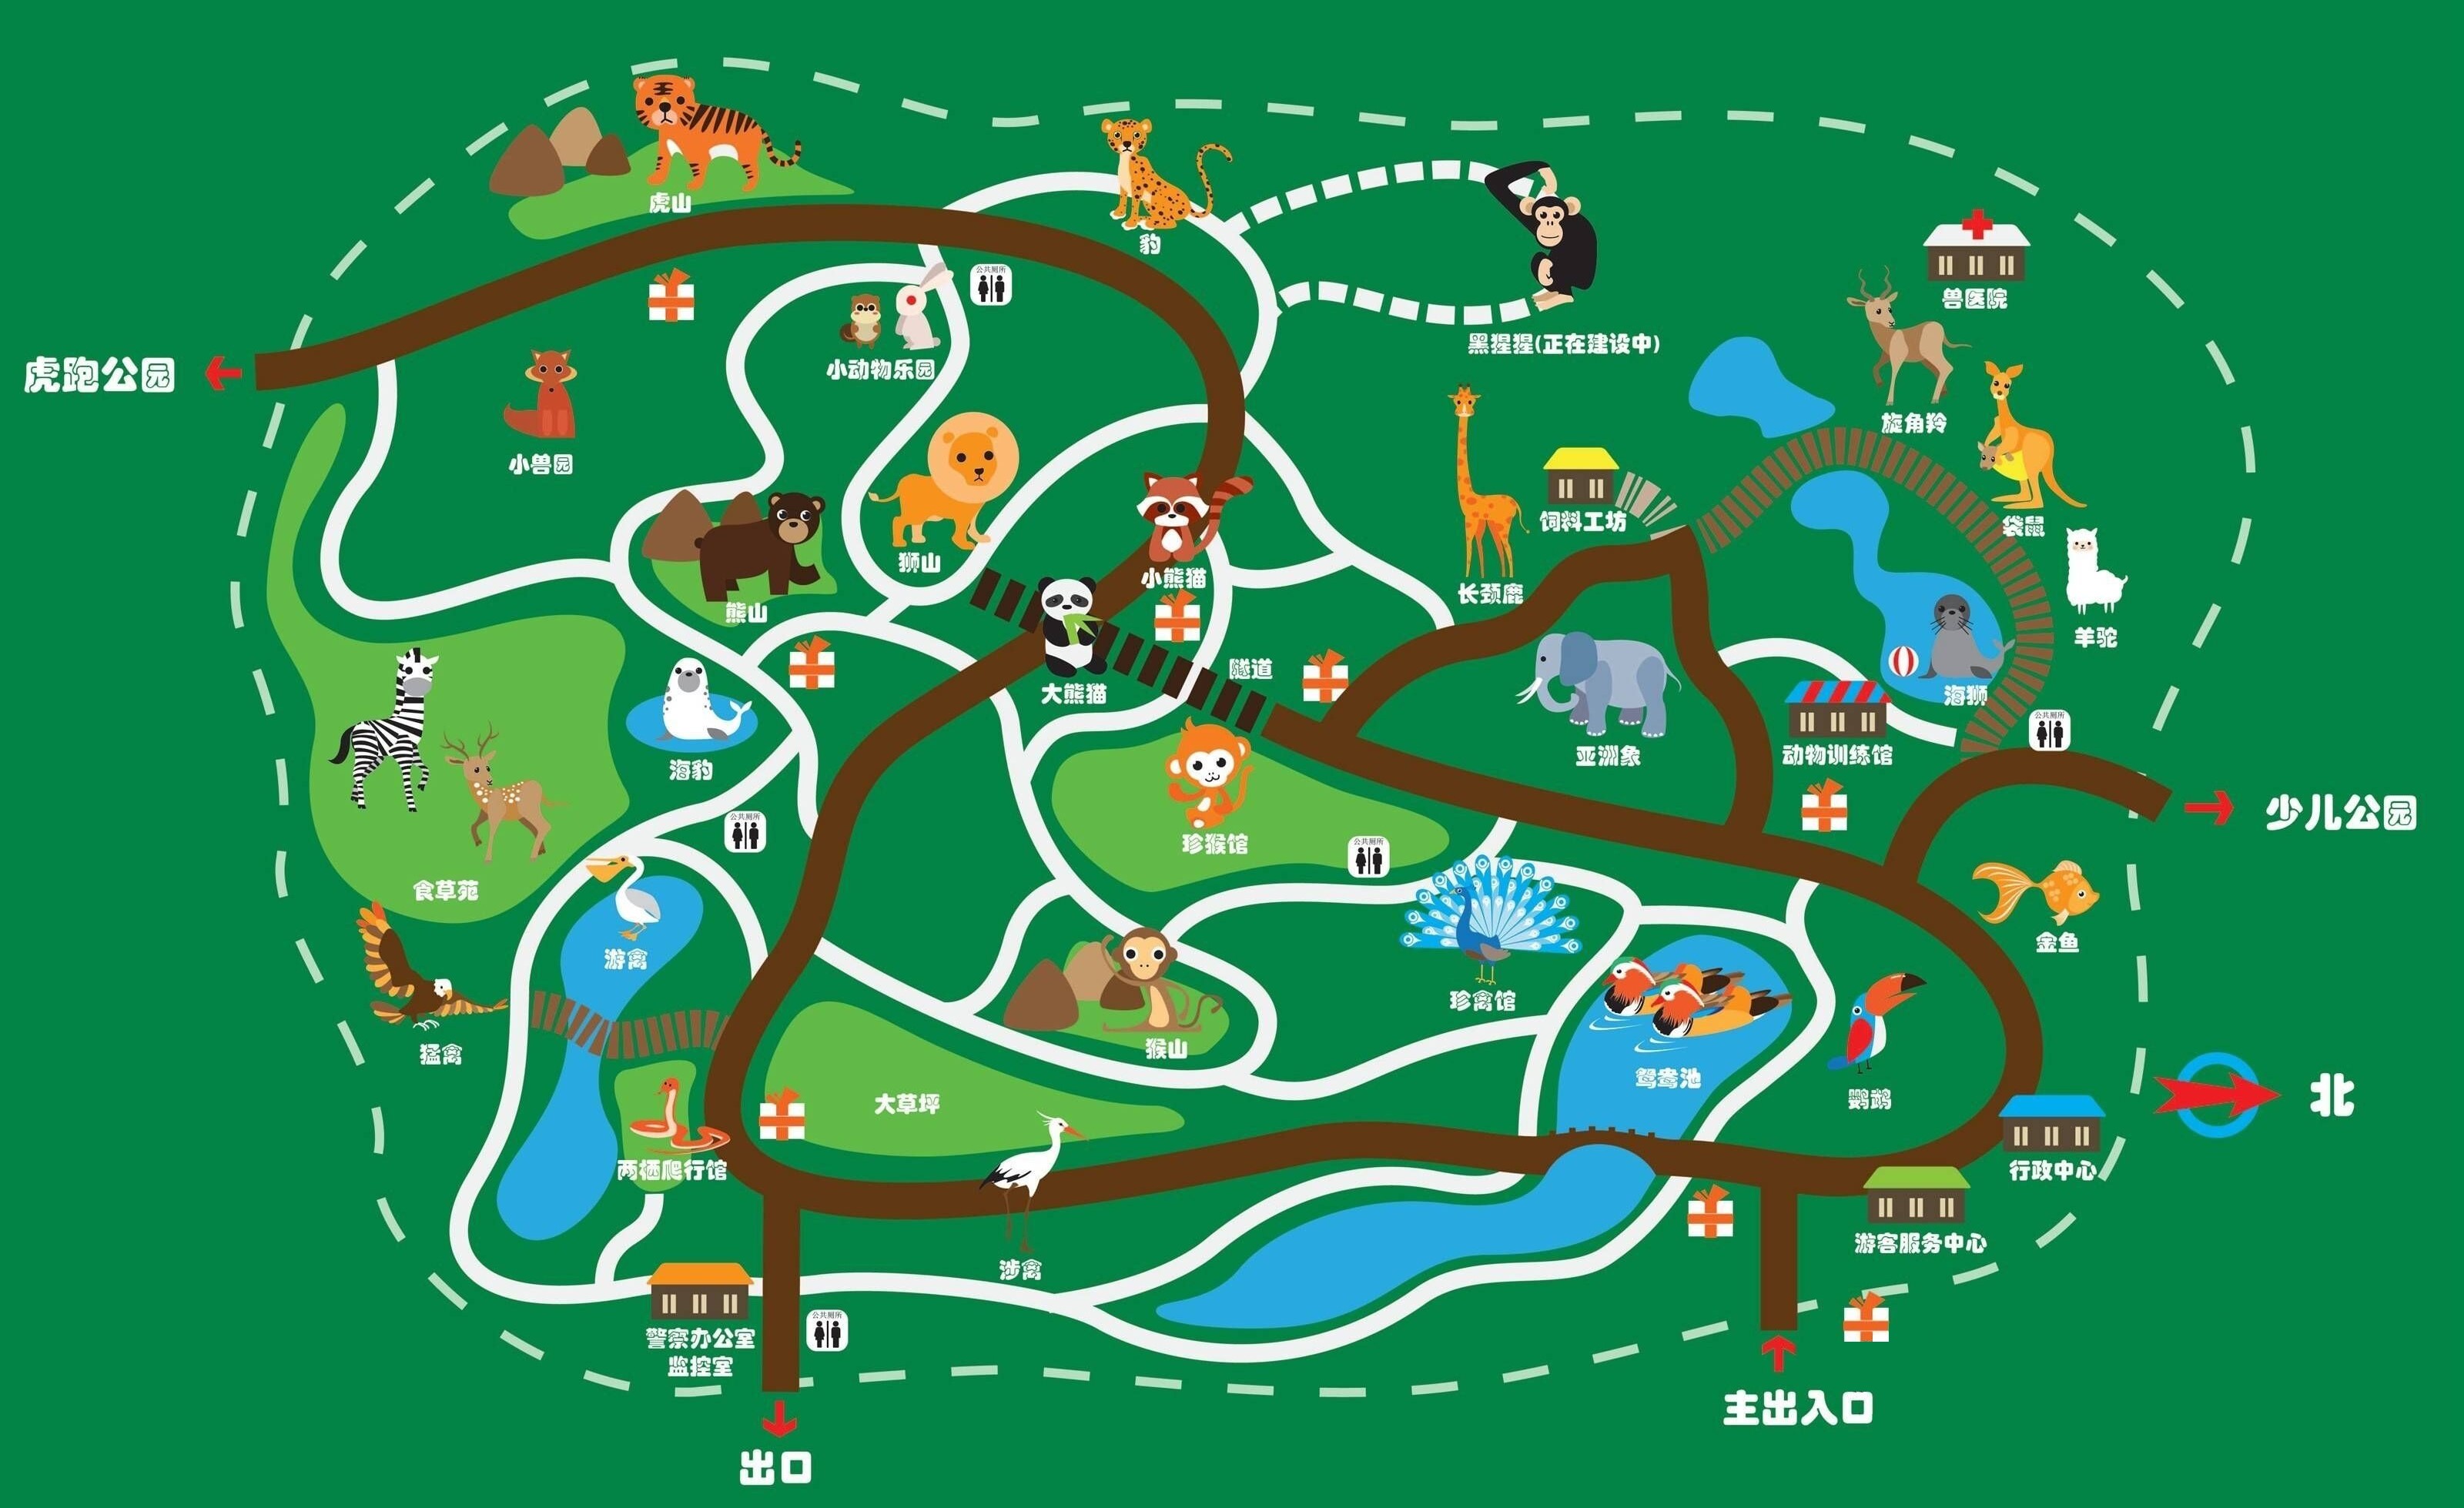 虎山
豹
公共厕所
小动物乐园
黑猩猩(正在建设中)
兽医院
虎跑公园
旋角羚
小兽园
饲料工坊
袋鼠
狮山
小熊猫
长颈鹿
熊山
羊驼
隧道
大熊猫
海狮
公共厕所
海豹
亚洲象
动物训练馆
少儿公园
公共厕所
珍猴馆
公共厕所
食草苑
金鱼
游禽
珍禽馆
猛禽
猴山
鸳鸯池
鹦鹉
北
大草坪
两栖爬行馆
行政中心
游客服务中心
涉禽
公共厕所
警察办公室
监控室
主出入口
出口